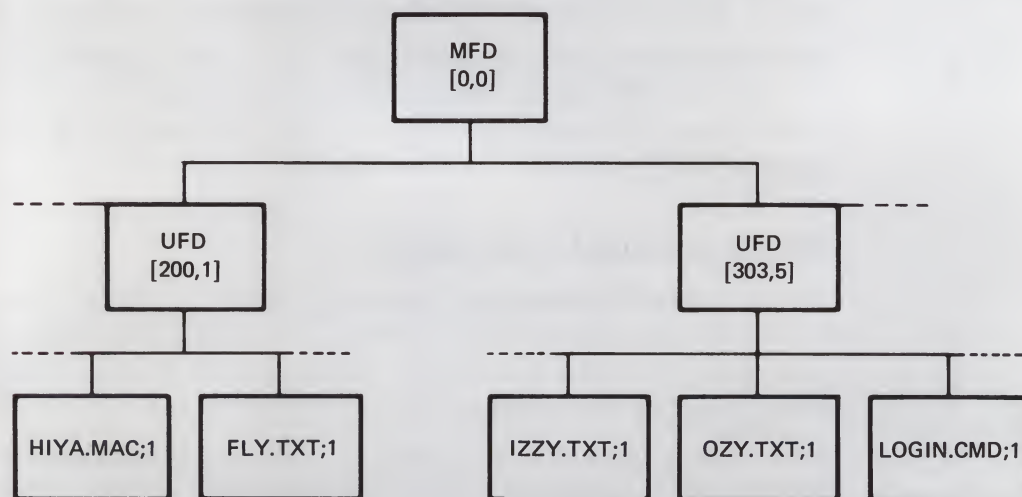 MFD
[0,0]
UFD
[200,1]
UFD
[303,5]
HIYA.MAC;1
FLY.TXT;1
IZZY.TXT;1
OZY.TXT;1
LOGIN.CMD;1